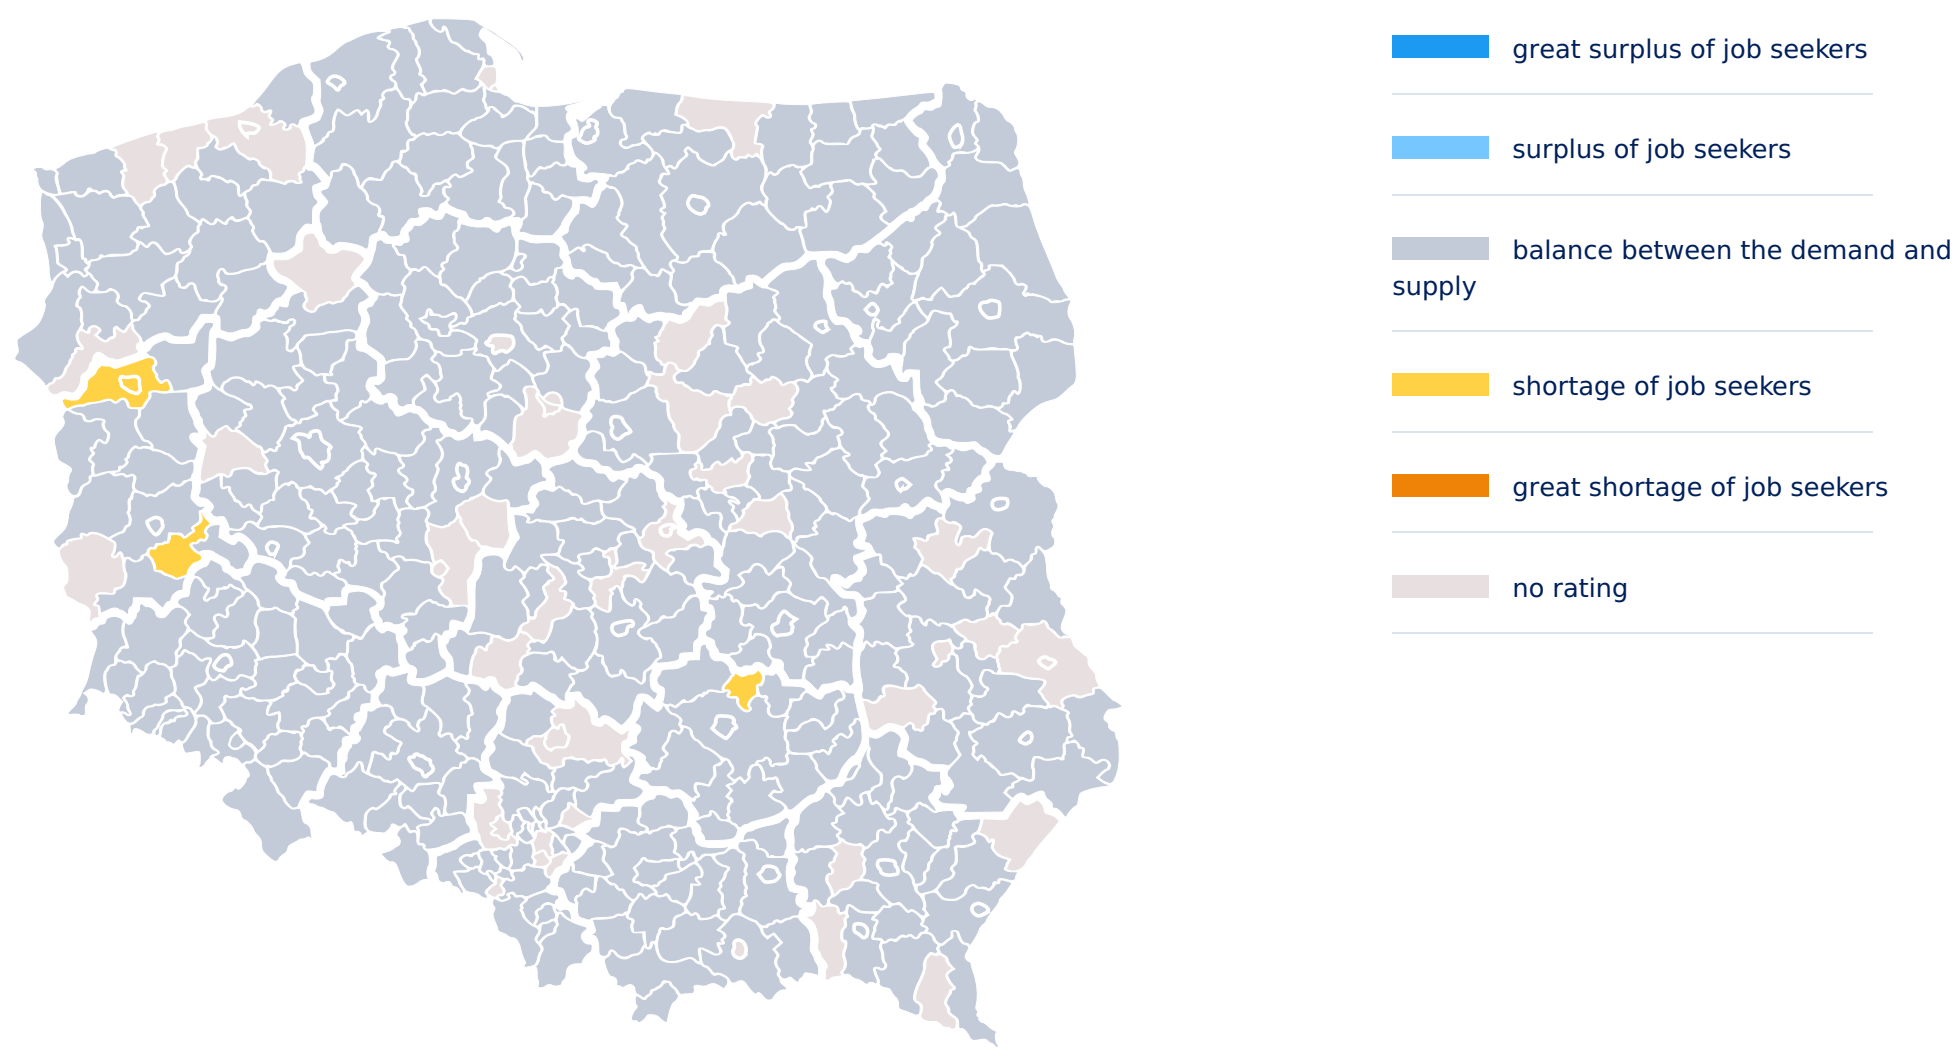 great surplus of job seekers
surplus of job seekers
balance between the demand and
supply
shortage of job seekers
great shortage of job seekers
no rating